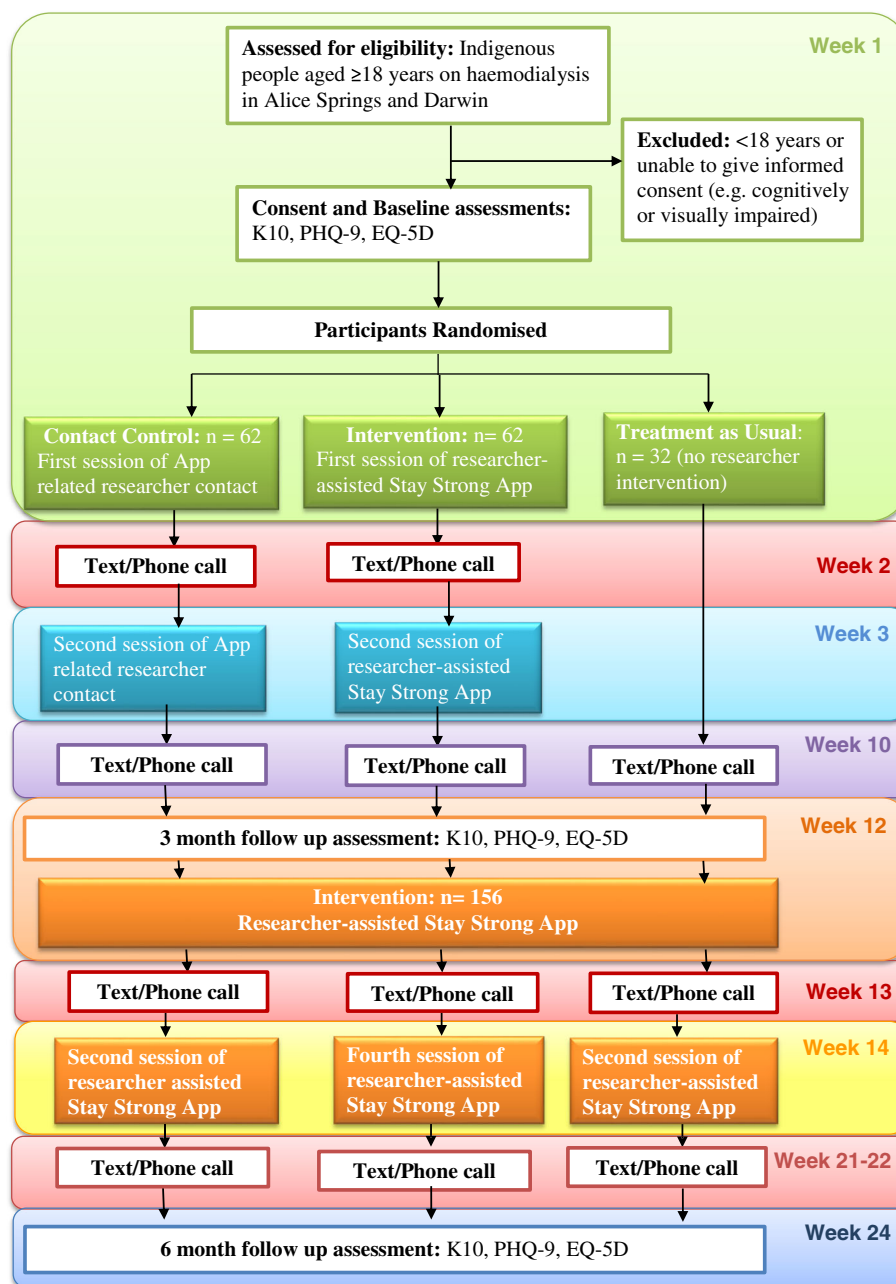 Week 1
Assessed for eligibility: Indigenous
people aged ≥18 years on haemodialysis
in Alice Springs and Darwin
Excluded: <18 years or
unable to give informed
consent (e.g. cognitively
or visually impaired)
Consent and Baseline assessments:
K10, PHQ-9, EQ-5D
Participants Randomised
Contact Control: n = 62
First session of App
related researcher contact
Intervention: n= 62
First session of researcher-
assisted Stay Strong App
Treatment as Usual:
n = 32 (no researcher
intervention)
Week 2
Text/Phone call
Text/Phone call
Week 3
Second session of App
related researcher
contact
Second session of
researcher-assisted
Stay Strong App
Week 10
Text/Phone call
Text/Phone call
Text/Phone call
Week 12
3 month follow up assessment: K10, PHQ-9, EQ-5D
Intervention: n= 156
Researcher-assisted Stay Strong App
Week 13
Text/Phone call
Text/Phone call
Text/Phone call
Week 14
Second session of
researcher assisted
Stay Strong App
Fourth session of
researcher-assisted
Stay Strong App
Second session of
researcher-assisted
Stay Strong App
Week 21-22
Text/Phone call
Text/Phone call
Text/Phone call
Week 24
6 month follow up assessment: K10, PHQ-9, EQ-5D